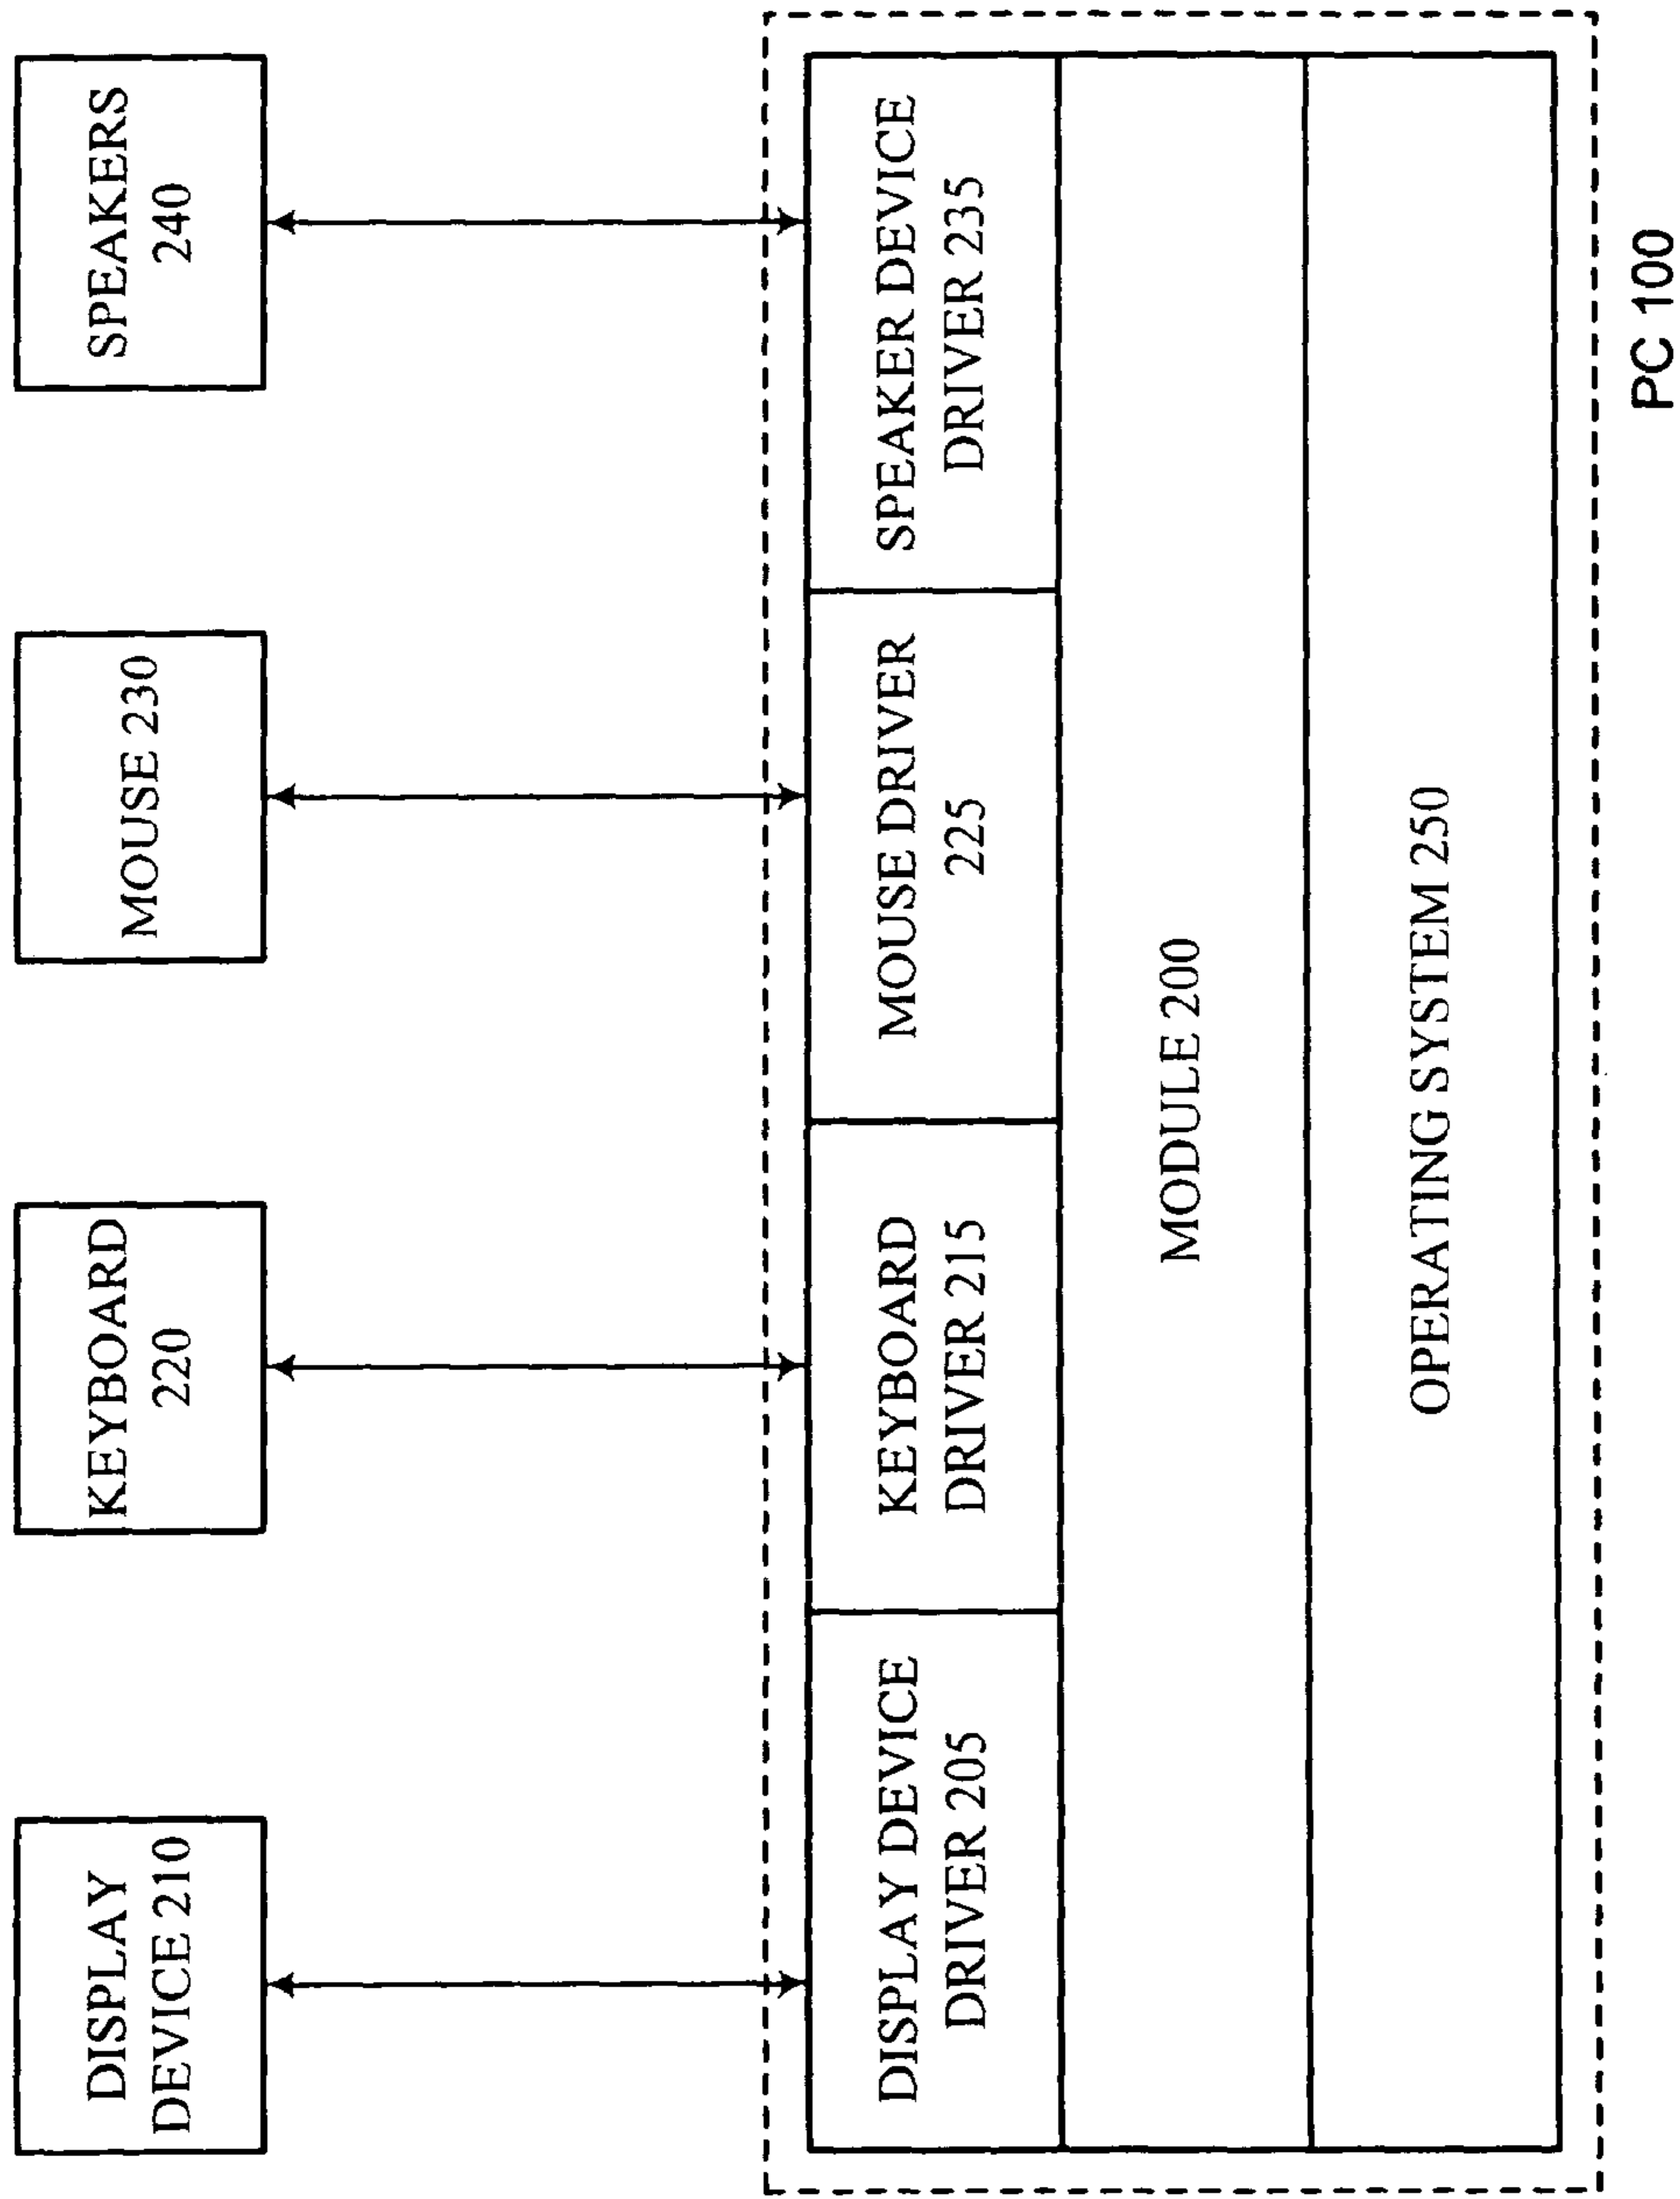 DISPLAY
DEVICE 210
KEYBOARD
220
MOUSE 230
SPEAKERS
240
DISPLAY DEVICE
DRIVER 205
KEYBOARD
DRIVER 215
MOUSE DRIVER
225
SPEAKER DEVICE
DRIVER 235
MODULE 200
OPERATING SYSTEM 250
PC 100